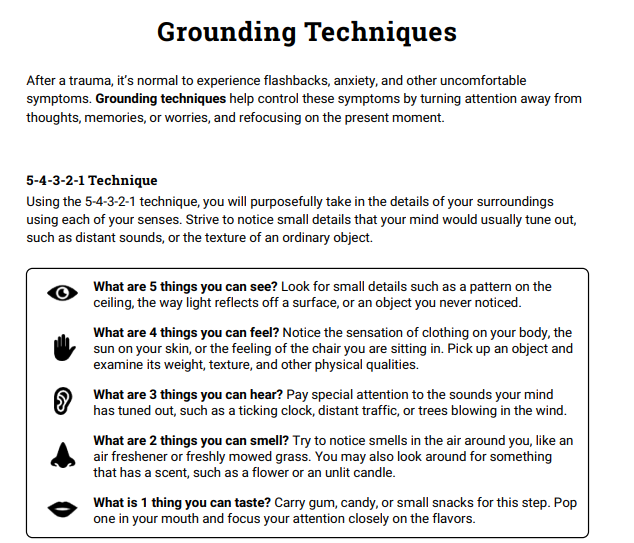 Grounding Techniques
After a trauma, it's normal to experience flashbacks, anxiety, and other uncomfortable
symptoms. Grounding techniques help control these symptoms by turning attention away from
thoughts, memories, or worries, and refocusing on the present moment.
5-4-3-2-1 Technique
Using the 5-4-3-2-1 technique, you will purposefully take in the details of your surroundings
using each of your senses. Strive to notice small details that your mind would usually tune out,
such as distant sounds, or the texture of an ordinary object.
What are 5 things you can see? Look for small details such as a pattern on the
ceiling, the way light reflects off a surface, or an object you never noticed.
What are 4 things you can feel? Notice the sensation of clothing on your body, the
sun on your skin, or the feeling of the chair you are sitting in. Pick up an object and
examine its weight, texture, and other physical qualities.
What are 3 things you can hear? Pay special attention to the sounds your mind
has tuned out, such as a ticking clock, distant traffic, or trees blowing in the wind.
What are 2 things you can smell? Try to notice smells in the air around you, like an
air freshener or freshly mowed grass. You may also look around for something
that has a scent, such as a flower or an unlit candle.
What is 1 thing you can taste? Carry gum, candy, or small snacks for this step. Pop
one in your mouth and focus your attention closely on the flavors.